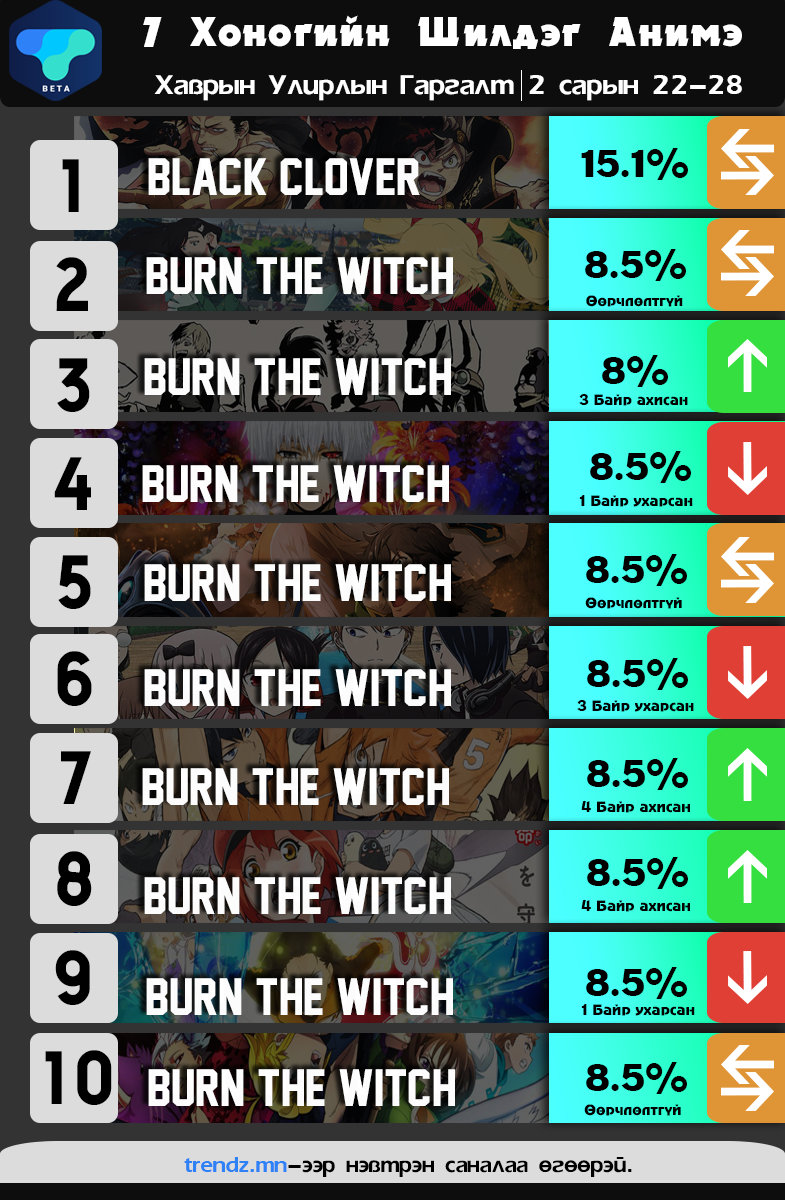 7 Хоногийн Шилдэг Анимэ
BETA
Хаврын Улирлын Гаргалт | 2 сарын 22-28
1
BLACK CLOVER
15.1%
2
BURN THE WITCH
8.5%
Өөрчлөлтгүй
3
BURN THE WITCH
8%
3 Байр ахисан
4
BURN THE WITCH
8.5%
1 Байр ухарсан
5
BURN THE WITCH
8.5%
Өөрчлөлтгүй
6
BURN THE WITCH
8.5%
3 Байр ухарсан
7
BURN THE WITCH
5
8.5%
4 Байр ахисан
8
BURN THE WITCH
を
守
8.5%
4 Байр ахисан
9
BURN THE WITCH
8.5%
1 Байр ухарсан
10
BURN THE WITCH
8.5%
Өөрчлөлтгүй
trendz.mn-ээр нэвтрэн саналаа өгөөрэй.